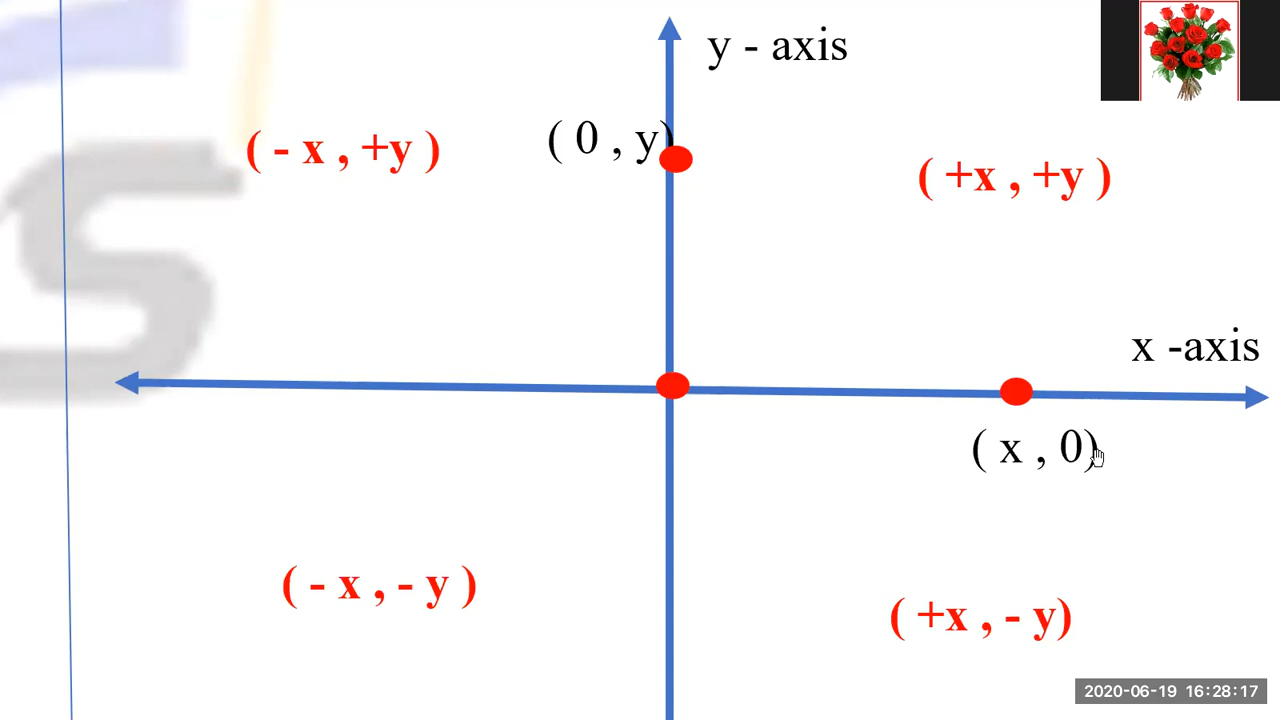 y - axis
( - x , +y )
( 0 , y)
( +x , +y )
x -axis
( x , 0)
( - x , - y )
( +x , - y)
2020-06-19 16:28:17